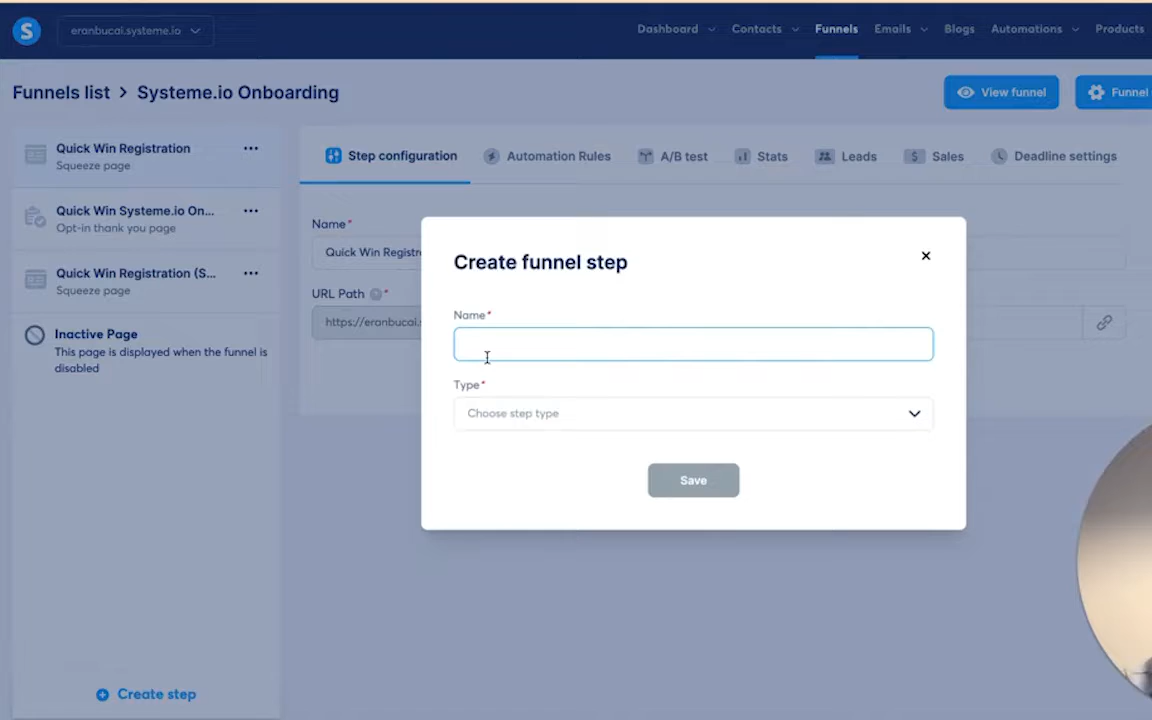 S
eranbucai.systeme.io
Dashboard
Contacts
Funnels
Emails
Blogs
Automations
Products
Funnels list > Systeme.io Onboarding
View funnel
Funnel
Quick Win Registration
Squeeze page
Quick Win Systeme.io On...
Opt-in thank you page
Quick Win Registration (S...
Squeeze page
Inactive Page
This page is displayed when the funnel is
disabled
Create step
Step configuration
Automation Rules
A/B test
Stats
Leads
Sales
Deadline settings
Name*
Quick Win Registr
URL Path ?*
https://eranbucai.s
Create funnel step
Name*
Type*
Choose step type
Save